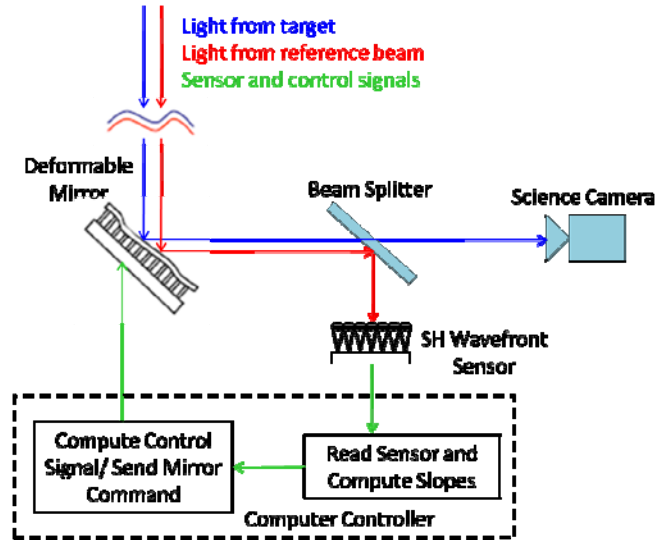 Light from target
Light from reference beam
Sensor and control signals
Deformable
Mirror
Beam Splitter
Science Camera
SH Wavefront
Sensor
Compute Control
Signal/ Send Mirror
Command
Read Sensor and
Compute Slopes
Computer Controller